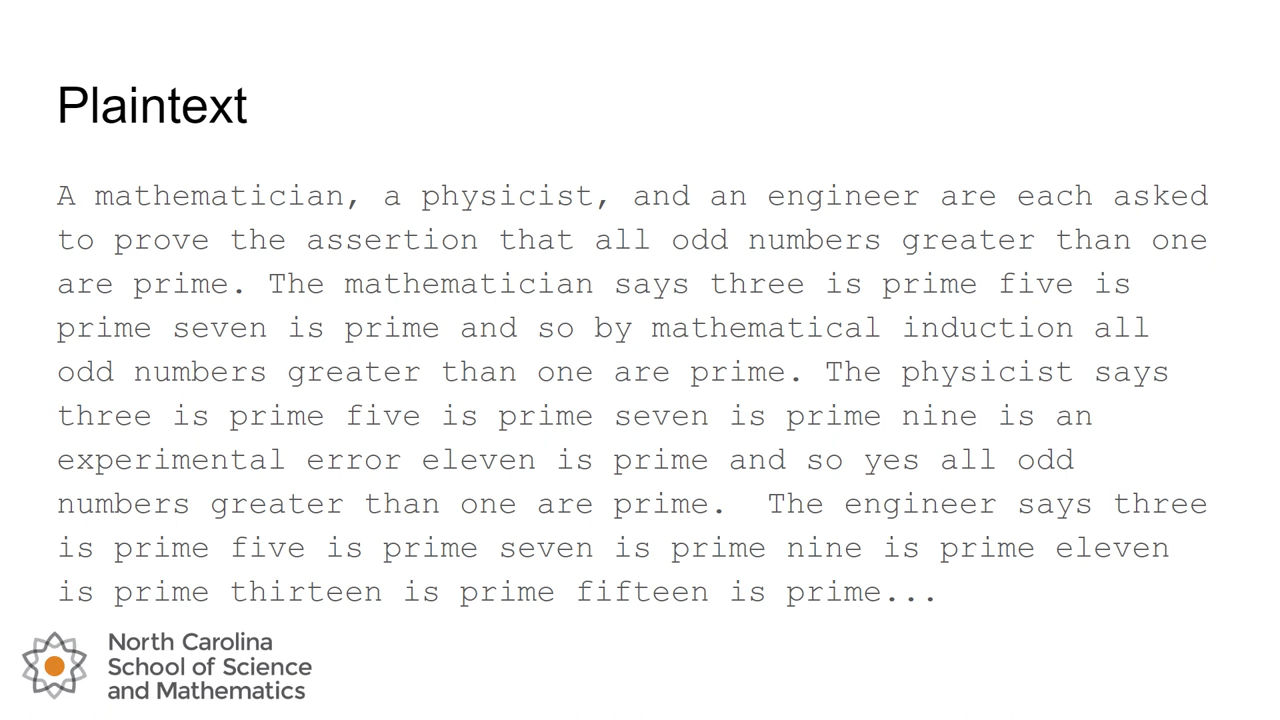 Plaintext
A mathematician, a physicist, and an engineer are each asked
to prove the assertion that all odd numbers greater than one
are prime. The mathematician says three is prime five is
prime seven is prime and so by mathematical induction all
odd numbers greater than one are prime. The physicist says
three is prime five is prime seven is prime nine is an
experimental error eleven is prime and so yes all odd
numbers greater than one are prime.  The engineer says three
is prime five is prime seven is prime nine is prime eleven
is prime thirteen is prime fifteen is prime...
North Carolina
School of Science
and Mathematics